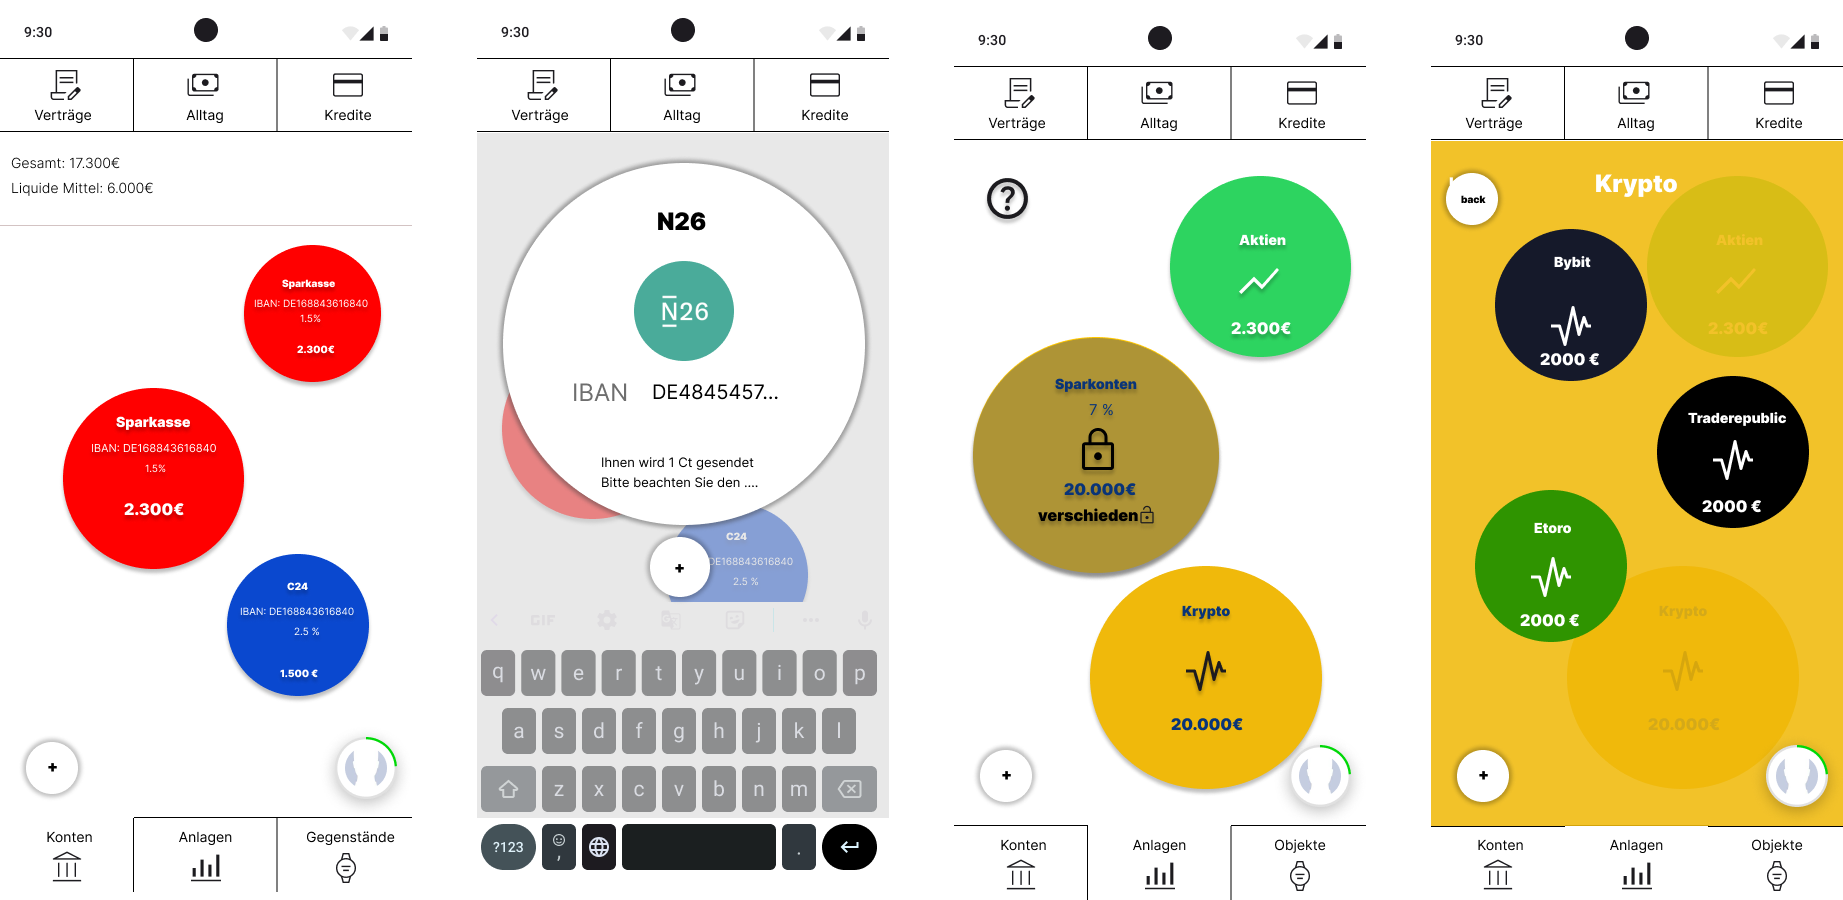 9:30
Verträge
Alltag
Kredite
Gesamt: 17.300€
Liquide Mittel: 6.000€
Sparkasse
IBAN: DE168843616840
1.5%
2.300€
Sparkasse
IBAN: DE168843616840
1.5%
2.300€
C24
IBAN: DE168843616840
2.5 %
1.500 €
+
Konten
Anlagen
Gegenstände
9:30
Verträge
Alltag
Kredite
N26
N26
IBAN DE4845457...
Ihnen wird 1 Ct gesendet
Bitte beachten Sie den ....
C24
DE168843616840
2.5 %
+
GIF
q w e r t y u i o p
a s d f g h j k l
z x c v b n m
?123 , .
9:30
Verträge
Alltag
Kredite
?
Aktien
2.300€
Sparkonten
7 %
20.000€
verschieden
Krypto
20.000€
+
Konten
Anlagen
Objekte
9:30
Verträge
Alltag
Kredite
back
Krypto
Aktien
2.300€
Bybit
2000 €
Traderepublic
2000 €
Etoro
2000 €
Krypto
20.000€
+
Konten
Anlagen
Objekte